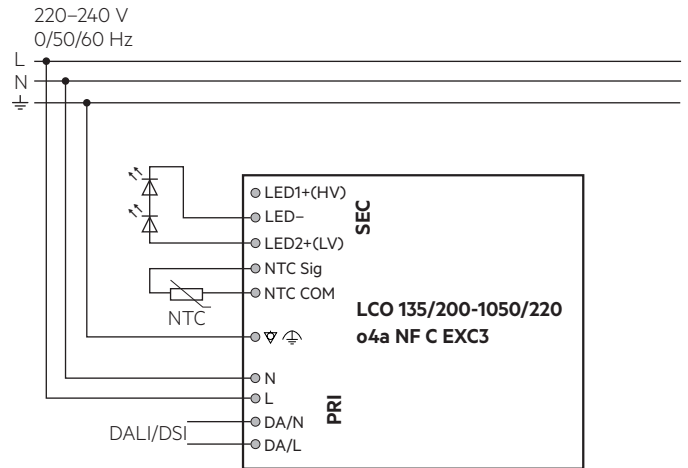 220–240 V
0/50/60 Hz
L
N
LED1+(HV)
LED–
LED2+(LV)
SEC
NTC Sig
NTC COM
NTC
LCO 135/200-1050/220
o4a NF C EXC3
N
L
PRI
DA/N
DALI/DSI
DA/L